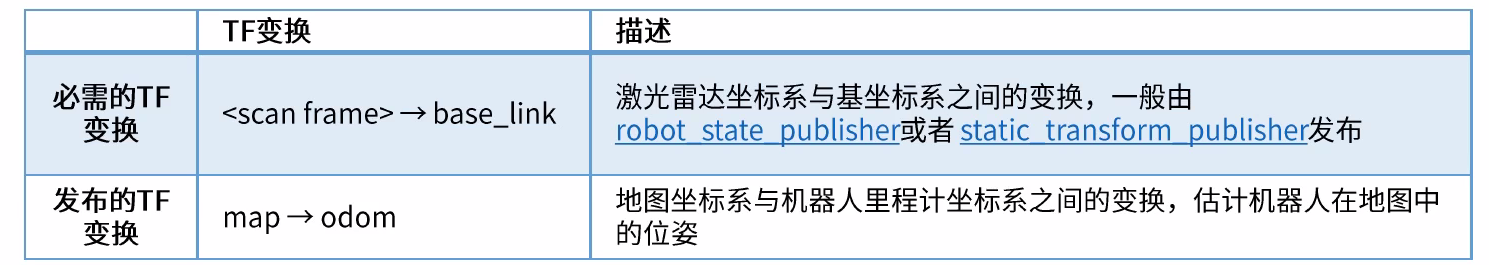 TF变换 描述
必需的TF变换
<scan frame> → base_link
激光雷达坐标系与基坐标系之间的变换，一般由
robot_state_publisher或者 static_transform_publisher发布
发布的TF变换
map → odom
地图坐标系与机器人里程计坐标系之间的变换，估计机器人在地图中
的位姿